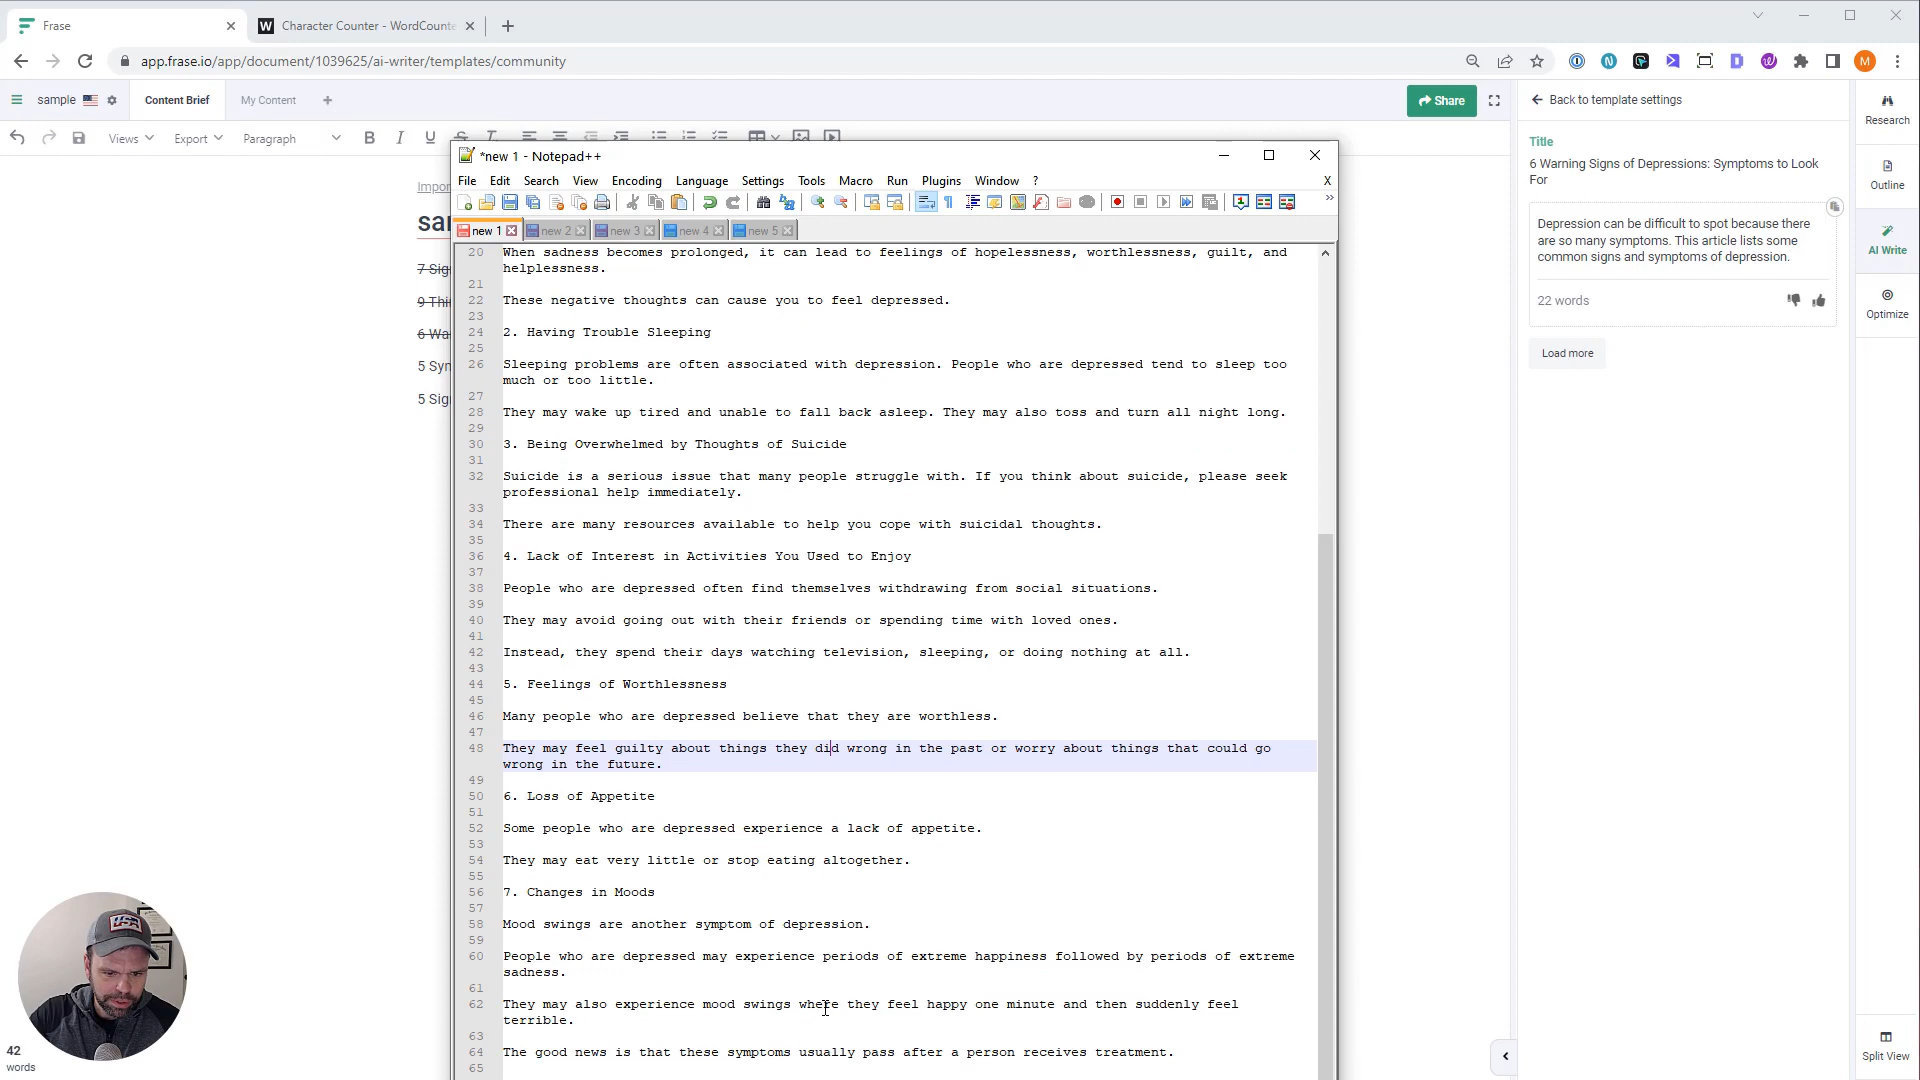 Frase
Character Counter - WordCounte
app.frase.io/app/document/1039625/ai-writer/templates/community
M
sample
Content Brief
My Content
Share
Back to template settings
Research
Views
Export
Paragraph
B I U S T
Title
6 Warning Signs of Depressions: Symptoms to Look
For
Depression can be difficult to spot because there
are so many symptoms. This article lists some
common signs and symptoms of depression.
22 words
Load more
Outline
AI Write
Optimize
Split View
Impor
sa
7 Sig
9 Thi
6 Wa
5 Syn
5 Sig
*new 1 - Notepad++
File Edit Search View Encoding Language Settings Tools Macro Run Plugins Window ? X
new 1 new 2 new 3 new 4 new 5
20 When sadness becomes prolonged, it can lead to feelings of hopelessness, worthlessness, guilt, and
helplessness.
21
22 These negative thoughts can cause you to feel depressed.
23
24 2. Having Trouble Sleeping
25
26 Sleeping problems are often associated with depression. People who are depressed tend to sleep too
much or too little.
27
28 They may wake up tired and unable to fall back asleep. They may also toss and turn all night long.
29
30 3. Being Overwhelmed by Thoughts of Suicide
31
32 Suicide is a serious issue that many people struggle with. If you think about suicide, please seek
professional help immediately.
33
34 There are many resources available to help you cope with suicidal thoughts.
35
36 4. Lack of Interest in Activities You Used to Enjoy
37
38 People who are depressed often find themselves withdrawing from social situations.
39
40 They may avoid going out with their friends or spending time with loved ones.
41
42 Instead, they spend their days watching television, sleeping, or doing nothing at all.
43
44 5. Feelings of Worthlessness
45
46 Many people who are depressed believe that they are worthless.
47
48 They may feel guilty about things they did wrong in the past or worry about things that could go
wrong in the future.
49
50 6. Loss of Appetite
51
52 Some people who are depressed experience a lack of appetite.
53
54 They may eat very little or stop eating altogether.
55
56 7. Changes in Moods
57
58 Mood swings are another symptom of depression.
59
60 People who are depressed may experience periods of extreme happiness followed by periods of extreme
sadness.
61
62 They may also experience mood swings where they feel happy one minute and then suddenly feel
terrible.
63
64 The good news is that these symptoms usually pass after a person receives treatment.
65
42
words